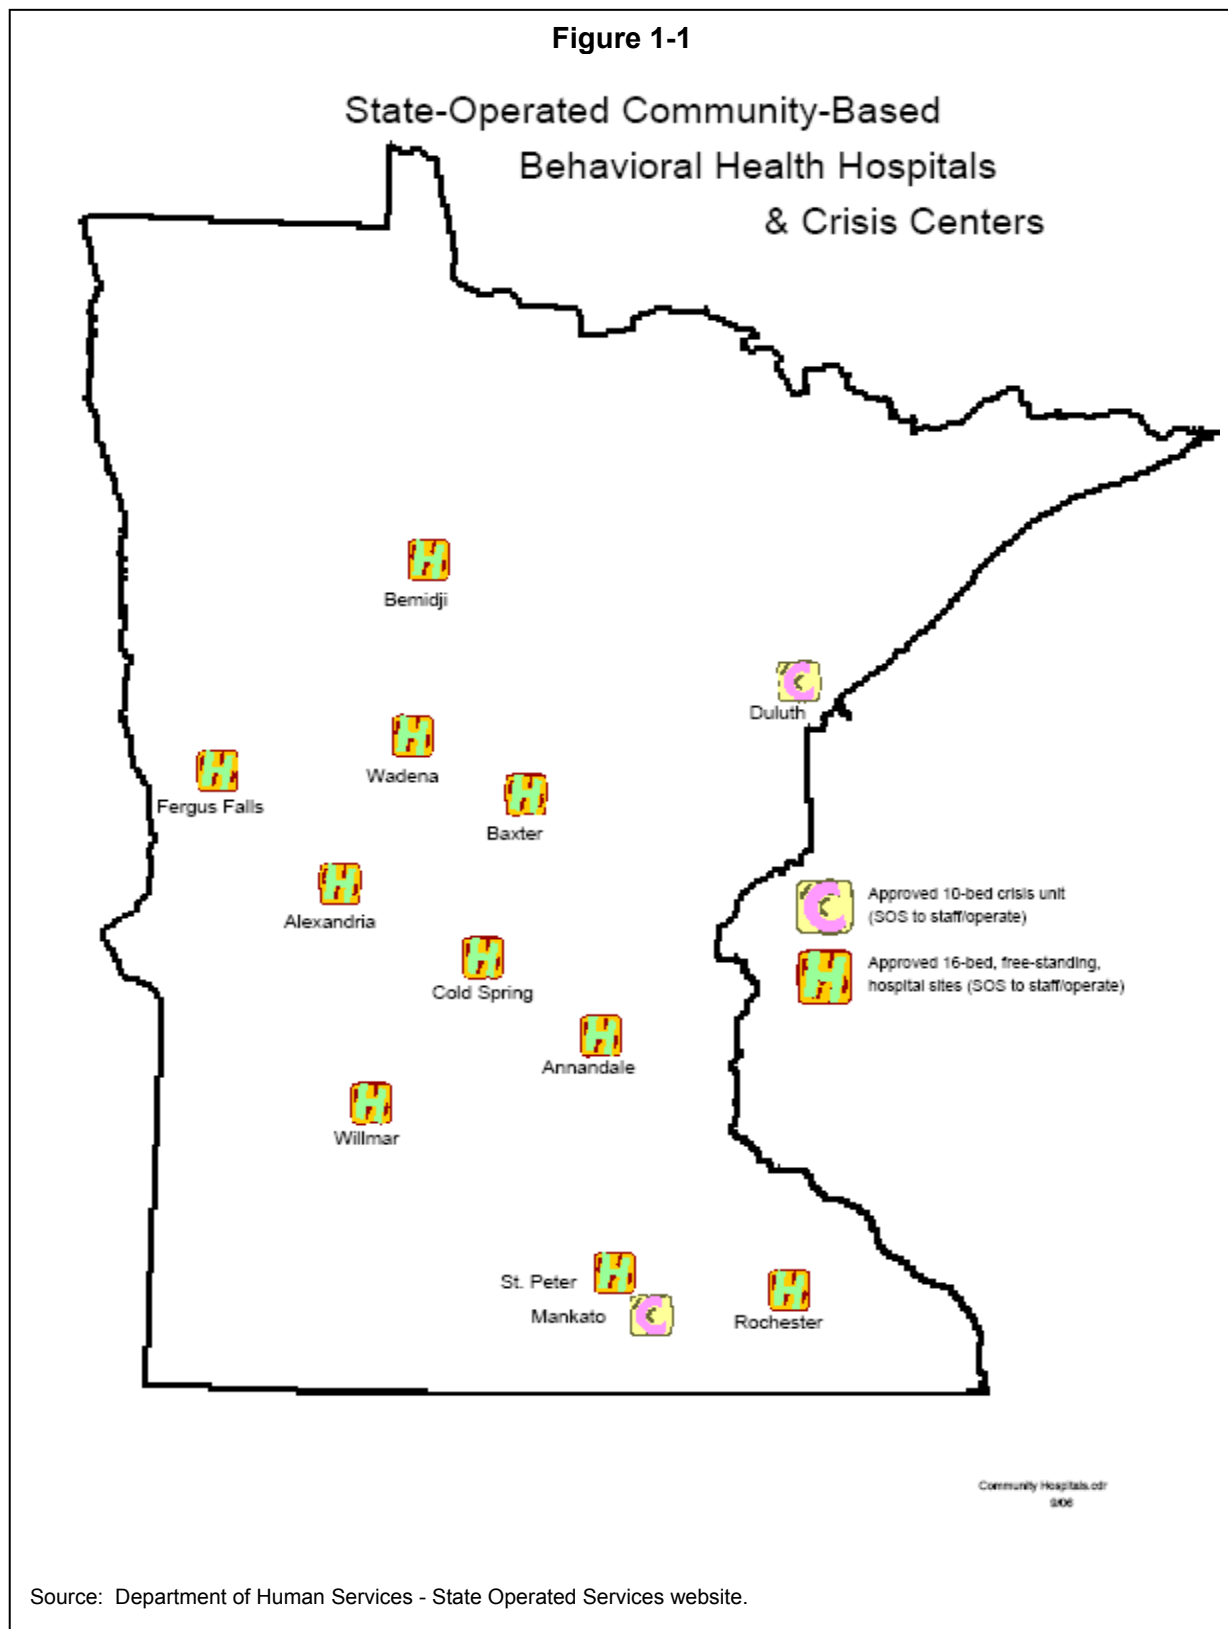 Figure 1-1
State-Operated Community-Based
Behavioral Health Hospitals
& Crisis Centers
H
Bemidji
C
Duluth
H
Wadena
H
Fergus Falls
H
Baxter
H
Alexandria
C
Approved 10-bed crisis unit
(SOS to staff/operate)
H
Cold Spring
H
Approved 16-bed, free-standing,
hospital sites (SOS to staff/operate)
H
Annandale
H
Willmar
St. Peter H
Mankato C
H
Rochester
Community Hospitals.cdr
9/06
Source: Department of Human Services - State Operated Services website.